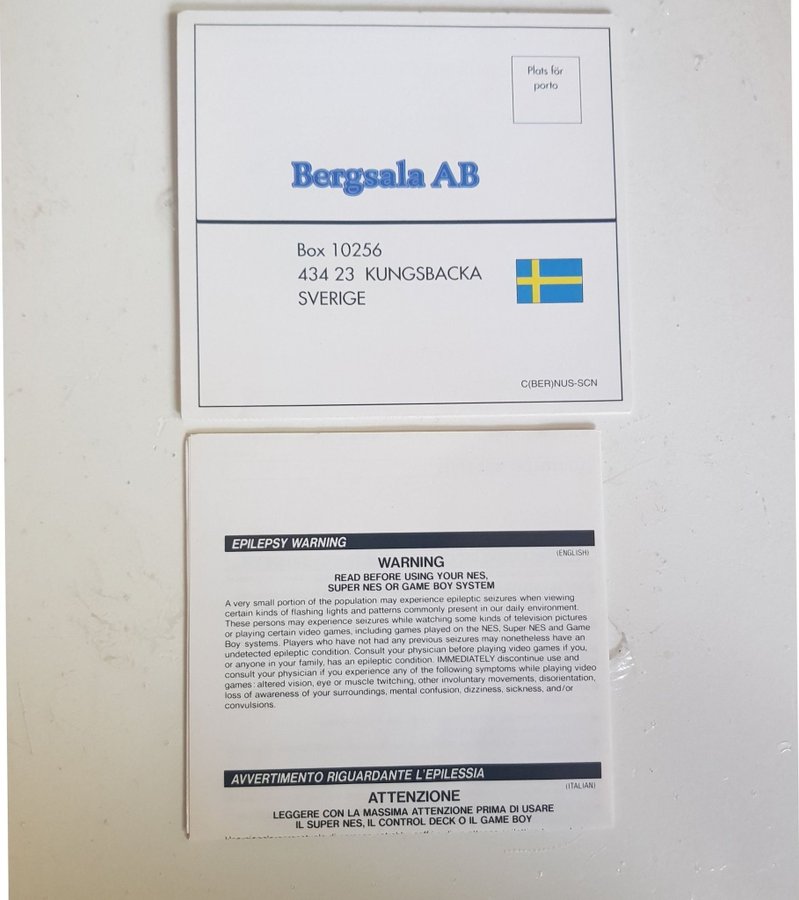 Plats för
porto
Bergsala AB
Box 10256
434 23 KUNGSBACKA
SVERIGE
C(BER)NUS-SCN
EPILEPSY WARNING
(ENGLISH)
WARNING
READ BEFORE USING YOUR NES,
SUPER NES OR GAME BOY SYSTEM
A very small portion of the population may experience epileptic seizures when viewing
certain kinds of flashing lights and patterns commonly present in our daily environment.
These persons may experience seizures while watching some kinds of television pictures
or playing certain video games, including games played on the NES, Super NES and Game
Boy systems. Players who have not had any previous seizures may nonetheless have an
undetected epileptic condition. Consult your physician before playing video games if you,
or anyone in your family, has an epileptic condition. IMMEDIATELY discontinue use and
consult your physician if you experience any of the following symptoms while playing video
games: altered vision, eye or muscle twitching, other involuntary movements, disorientation,
loss of awareness of your surroundings, mental confusion, dizziness, sickness, and/or
convulsions.
AVVERTIMENTO RIGUARDANTE L'EPILESSIA
(ITALIAN)
ATTENZIONE
LEGGERE CON LA MASSIMA ATTENZIONE PRIMA DI USARE
IL SUPER NES, IL CONTROL DECK O IL GAME BOY